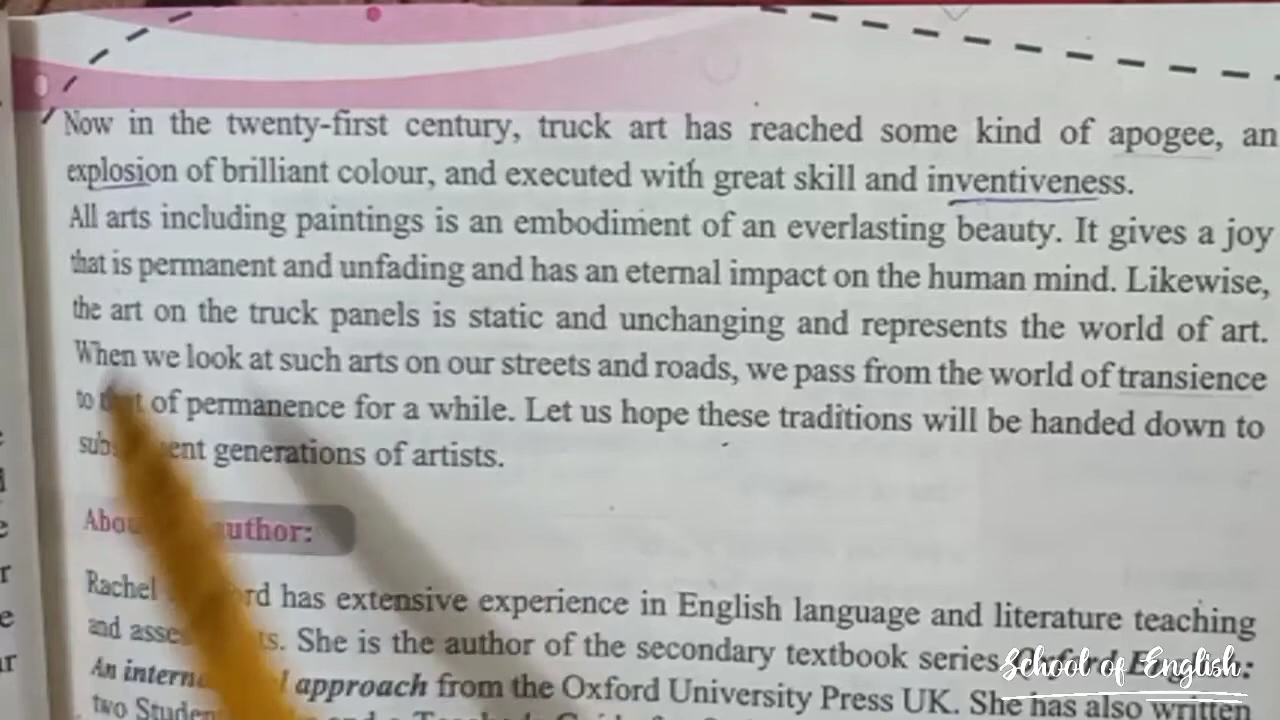 Now in the twenty-first century, truck art has reached some kind of apogee, an
explosion of brilliant colour, and executed with great skill and inventiveness.
All arts including paintings is an embodiment of an everlasting beauty. It gives a joy
that is permanent and unfading and has an eternal impact on the human mind. Likewise,
the art on the truck panels is static and unchanging and represents the world of art.
When we look at such arts on our streets and roads, we pass from the world of transience
to of permanence for a while. Let us hope these traditions will be handed down to
generations of artists.
author:
Rachel has extensive experience in English language and literature teaching
and She is the author of the secondary textbook series Oxford English:
An approach from the Oxford University Press UK. She has also written
two
School of English